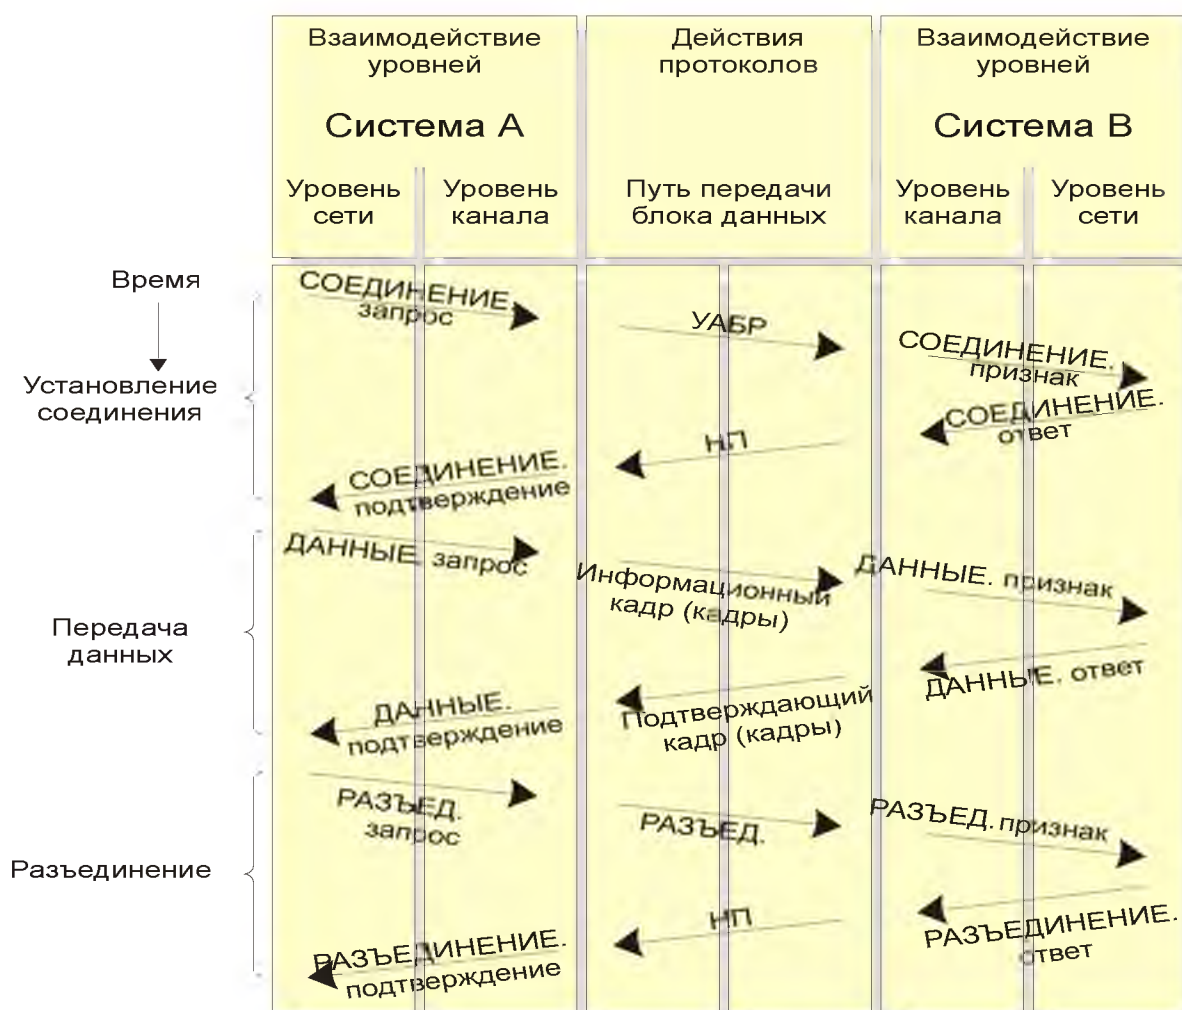 Взаимодействие
уровней
Действия
протоколов
Взаимодействие
уровней
Система А
Система В
Уровень
сети
Уровень
канала
Путь передачи
блока данных
Уровень
канала
Уровень
сети
Время
Установление
соединения
СОЕДИНЕНИЕ.
запрос
УАБР
СОЕДИНЕНИЕ.
признак
СОЕДИНЕНИЕ.
ответ
НП
СОЕДИНЕНИЕ.
подтверждение
Передача
данных
ДАННЫЕ. запрос
Информационный
кадр (кадры)
ДАННЫЕ. признак
ДАННЫЕ. ответ
Подтверждающий
кадр (кадры)
ДАННЫЕ.
подтверждение
Разъединение
РАЗЪЕД.
запрос
РАЗЪЕД.
РАЗЪЕД. признак
РАЗЪЕДИНЕНИЕ.
ответ
НП
РАЗЪЕДИНЕНИЕ.
подтверждение